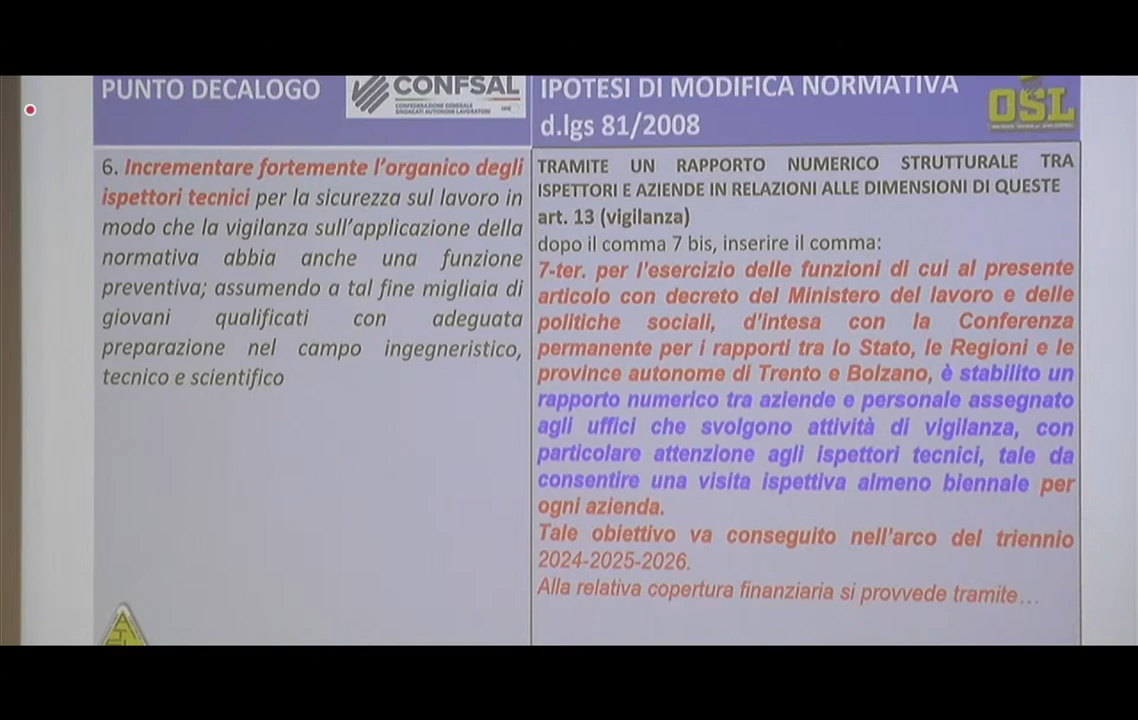 PUNTO DECALOGO
CONFSAL
CONFEDERAZIONE GENERALE
SINDACATI AUTONOMI LAVORATORI
IPOTESI DI MODIFICA NORMATIVA
d.lgs 81/2008
OSL
6. Incrementare fortemente l'organico degli
ispettori tecnici per la sicurezza sul lavoro in
modo che la vigilanza sull'applicazione della
normativa abbia anche una funzione
preventiva; assumendo a tal fine migliaia di
giovani qualificati con adeguata
preparazione nel campo ingegneristico,
tecnico e scientifico
TRAMITE UN RAPPORTO NUMERICO STRUTTURALE TRA
ISPETTORI E AZIENDE IN RELAZIONI ALLE DIMENSIONI DI QUESTE
art. 13 (vigilanza)
dopo il comma 7 bis, inserire il comma:
7-ter. per l'esercizio delle funzioni di cui al presente
articolo con decreto del Ministero del lavoro e delle
politiche sociali, d'intesa con la Conferenza
permanente per i rapporti tra lo Stato, le Regioni e le
province autonome di Trento e Bolzano, è stabilito un
rapporto numerico tra aziende e personale assegnato
agli uffici che svolgono attività di vigilanza, con
particolare attenzione agli ispettori tecnici, tale da
consentire una visita ispettiva almeno biennale per
ogni azienda.
Tale obiettivo va conseguito nell'arco del triennio
2024-2025-2026.
Alla relativa copertura finanziaria si provvede tramite...